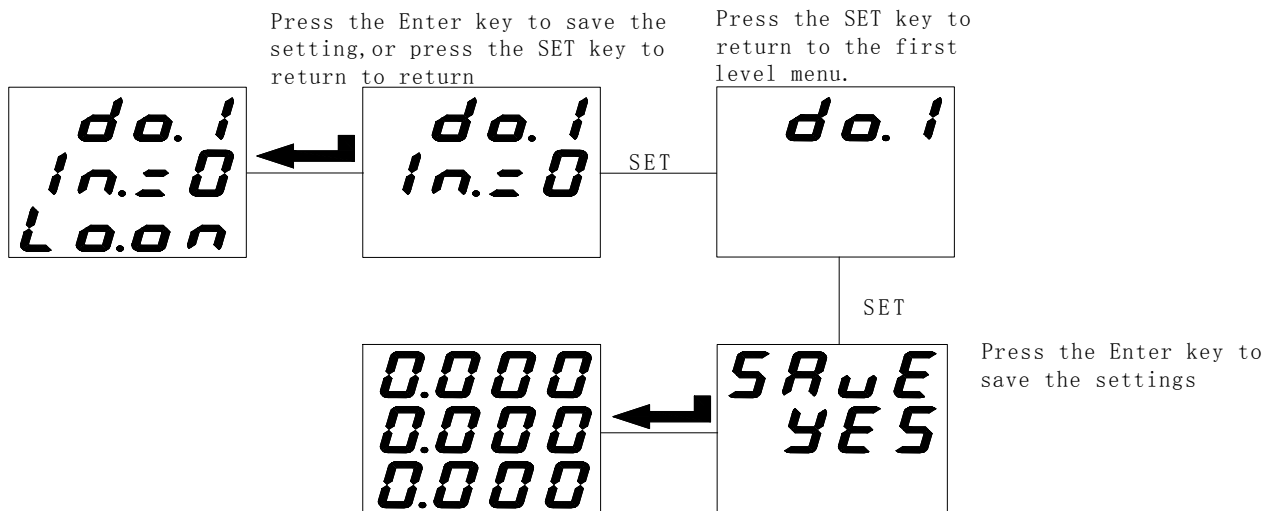 Press the Enter key to save the
setting,or press the SET key to
return to return
Press the SET key to
return to the first
level menu.
do.1
In.=0
Lo.on
do.1
In.=0
SET
do.1
SET
0.000
0.000
0.000
SAvE
YES
Press the Enter key to
save the settings